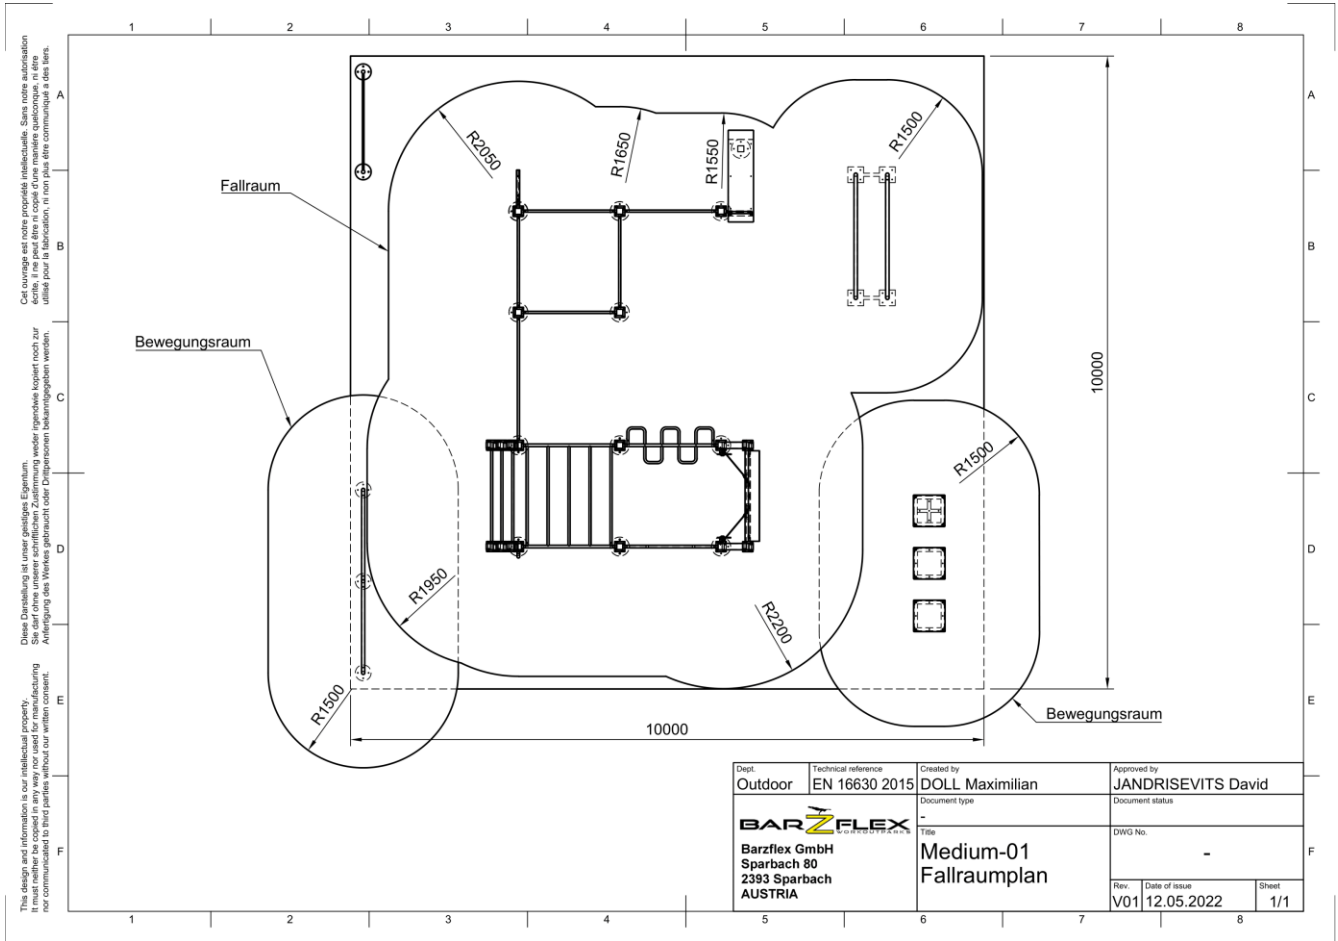 1 2 3 4 5 6 7 8
A A
B B
C C
D D
E E
F F
1 2 3 4 5 6 7 8
Cet ouvrage est notre propriété intellectuelle. Sans notre autorisation
écrite, il ne peut être ni copié d'une manière quelconque, ni être
utilisé pour la fabrication, ni non plus être communiqué a des tiers.
Diese Darstellung ist unser geistiges Eigentum.
Sie darf ohne unserer schriftlichen Zustimmung weder irgendwie kopiert noch zur
Anfertigung des Werkes gebraucht oder Drittpersonen bekanntgegeben werden.
This design and information is our intellectual property.
It must neither be copied in any way nor used for manufacturing
nor communicated to third parties without our written consent.
R2050
R1650
R1550
R1500
Fallraum
Bewegungsraum
10000
R1500
R1950
R2200
R1500
Bewegungsraum
10000
Dept.
Outdoor
Technical reference
EN 16630 2015
Created by
DOLL Maximilian
Approved by
JANDRISEVITS David
Document type
-
Document status
BARZFLEX
WORKOUTPARKS
Barzflex GmbH
Sparbach 80
2393 Sparbach
AUSTRIA
Title
Medium-01
Fallraumplan
DWG No.
-
Rev.
V01
Date of issue
12.05.2022
Sheet
1/1